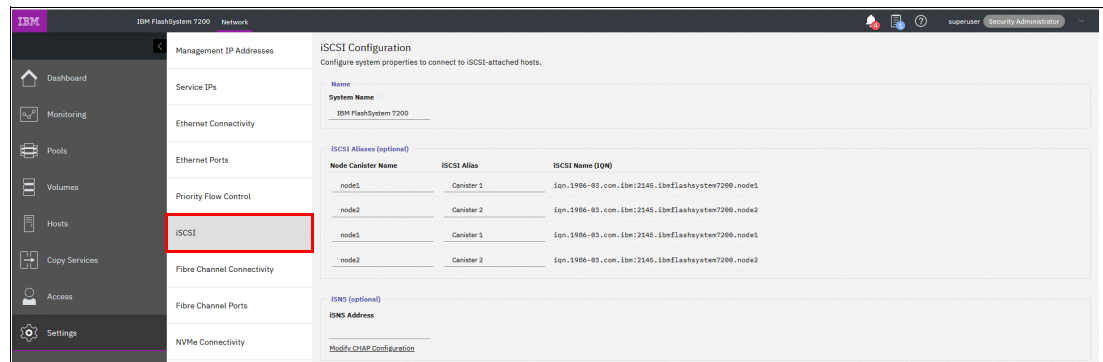 IBM
IBM FlashSystem 7200 Network
4
1
?
superuser Security Administrator
Dashboard
Monitoring
Pools
Volumes
Hosts
Copy Services
Access
Settings
Management IP Addresses
Service IPs
Ethernet Connectivity
Ethernet Ports
Priority Flow Control
iSCSI
Fibre Channel Connectivity
Fibre Channel Ports
NVMe Connectivity
iSCSI Configuration
Configure system properties to connect to iSCSI-attached hosts.
Name
System Name
IBM FlashSystem 7200
iSCSI Aliases (optional)
Node Canister Name iSCSI Alias iSCSI Name (IQN)
node1 Canister 1 iqn.1986-03.com.ibm:2145.ibmflashsystem7200.node1
node2 Canister 2 iqn.1986-03.com.ibm:2145.ibmflashsystem7200.node2
node1 Canister 1 iqn.1986-03.com.ibm:2145.ibmflashsystem7200.node1
node2 Canister 2 iqn.1986-03.com.ibm:2145.ibmflashsystem7200.node2
iSNS (optional)
iSNS Address
Modify CHAP Configuration